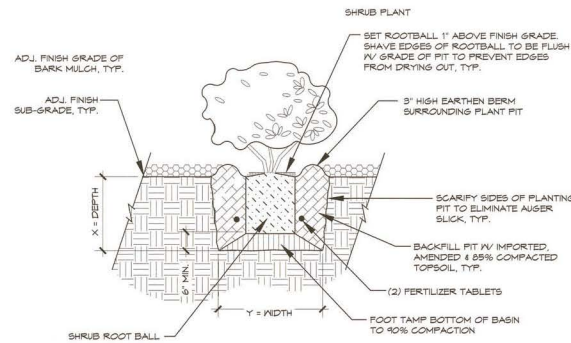 SHRUB PLANT
SET ROOTBALL 1" ABOVE FINISH GRADE.
SHAVE EDGES OF ROOTBALL TO BE FLUSH
W/ GRADE OF PIT TO PREVENT EDGES
FROM DRYING OUT, TYP.
ADJ. FINISH GRADE OF
BARK MULCH, TYP.
ADJ. FINISH
SUB-GRADE, TYP.
3" HIGH EARTHEN BERM
SURROUNDING PLANT PIT
SCARIFY SIDES OF PLANTING
PIT TO ELIMINATE AUGER
SLICK, TYP.
X = DEPTH
6" MIN.
BACKFILL PIT W/ IMPORTED,
AMENDED & 85% COMPACTED
TOPSOIL, TYP.
(2) FERTILIZER TABLETS
Y = WIDTH
FOOT TAMP BOTTOM OF BASIN
TO 90% COMPACTION
SHRUB ROOT BALL